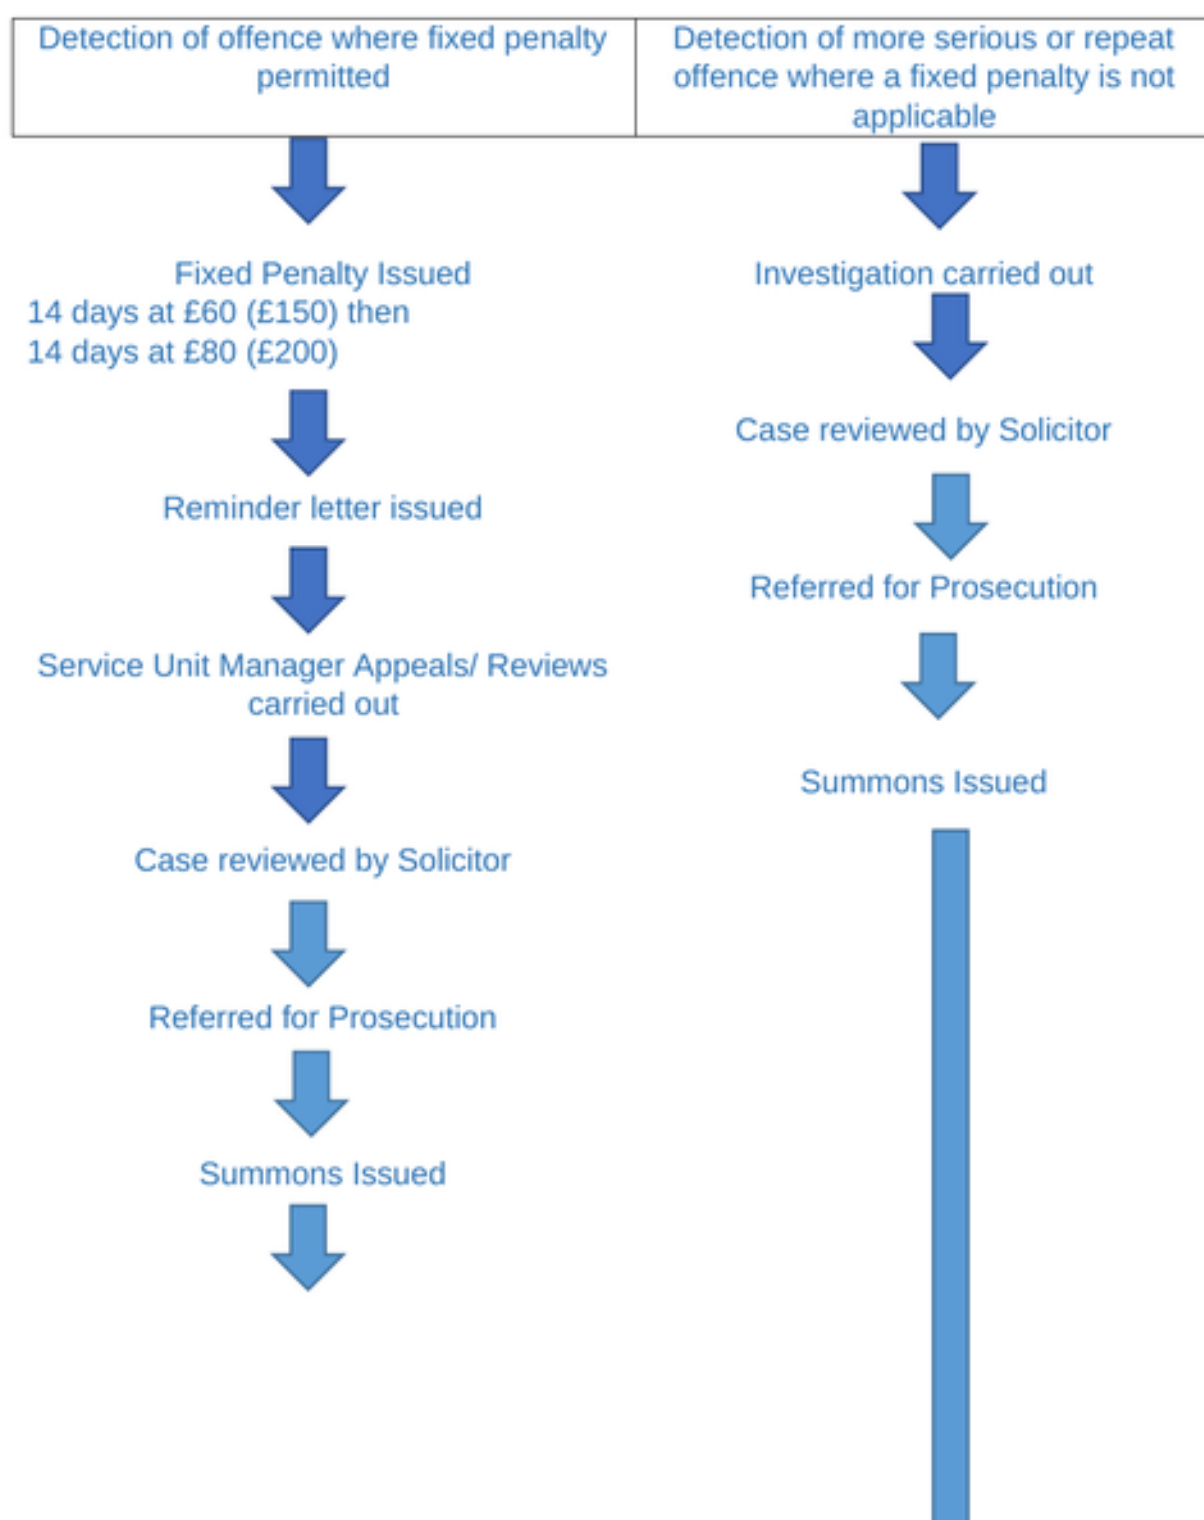 Detection of offence where fixed penalty
permitted
Detection of more serious or repeat
offence where a fixed penalty is not
applicable
Fixed Penalty Issued
14 days at £60 (£150) then
14 days at £80 (£200)
Reminder letter issued
Service Unit Manager Appeals/ Reviews
carried out
Case reviewed by Solicitor
Referred for Prosecution
Summons Issued
Investigation carried out
Case reviewed by Solicitor
Referred for Prosecution
Summons Issued